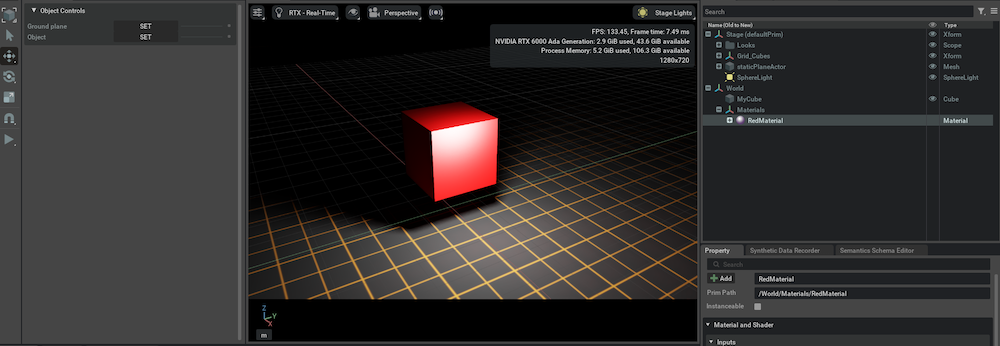 Object Controls
Ground plane SET
Object SET
RTX - Real-Time Perspective Stage Lights
FPS: 133.45, Frame time: 7.49 ms
NVIDIA RTX 6000 Ada Generation: 2.9 GiB used, 43.6 GiB available
Process Memory: 5.2 GiB used, 106.3 GiB available
1280x720
Z
Y
X
m
Search
Name (Old to New) Type
Stage (defaultPrim) Xform
Looks Scope
Grid_Cubes Xform
staticPlaneActor Mesh
SphereLight SphereLight
World Xform
MyCube Cube
Materials Xform
RedMaterial Material
Property Synthetic Data Recorder Semantics Schema Editor
Search
Add RedMaterial
Prim Path /World/Materials/RedMaterial
Instanceable
Material and Shader
Inputs